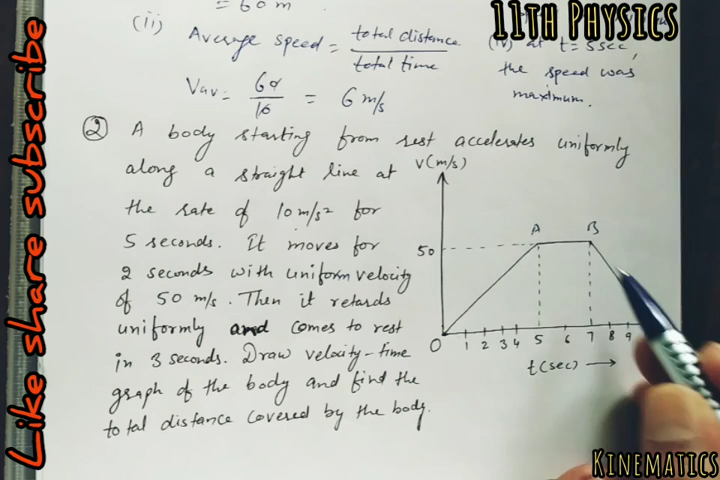 11th Physics
Like share subscribe
= 60 m
(ii) Average speed = total distance / total time
(iv) at t = 5 sec,
the speed was
maximum.
Vav = 60/10 = 6 m/s
② A body starting from rest accelerates uniformly
along a straight line at
the rate of 10 m/s² for
5 seconds. It moves for
2 seconds with uniform velocity
of 50 m/s. Then it retards
uniformly and comes to rest
in 3 seconds. Draw velocity-time
graph of the body and find the
total distance covered by the body.
V(m/s)
A B
50
0 1 2 3 4 5 6 7 8 9
t(sec) →
Kinematics